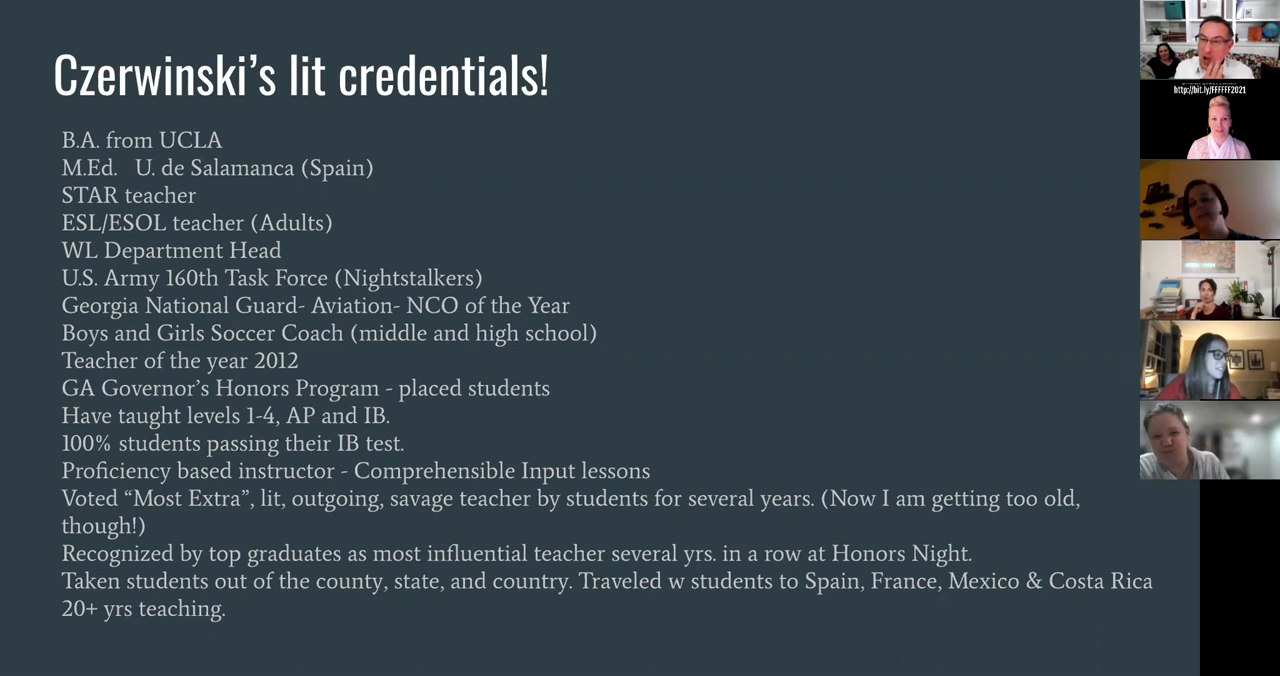 Czerwinski’s lit credentials!
B.A. from UCLA
M.Ed.   U. de Salamanca (Spain)
STAR teacher
ESL/ESOL teacher (Adults)
WL Department Head
U.S. Army 160th Task Force (Nightstalkers)
Georgia National Guard- Aviation- NCO of the Year
Boys and Girls Soccer Coach (middle and high school)
Teacher of the year 2012
GA Governor’s Honors Program - placed students
Have taught levels 1-4, AP and IB.
100% students passing their IB test.
Proficiency based instructor - Comprehensible Input lessons
Voted “Most Extra”, lit, outgoing, savage teacher by students for several years. (Now I am getting too old,
though!)
Recognized by top graduates as most influential teacher several yrs. in a row at Honors Night.
Taken students out of the county, state, and country. Traveled w students to Spain, France, Mexico & Costa Rica
20+ yrs teaching.
http://bit.ly/FFFFFF2021